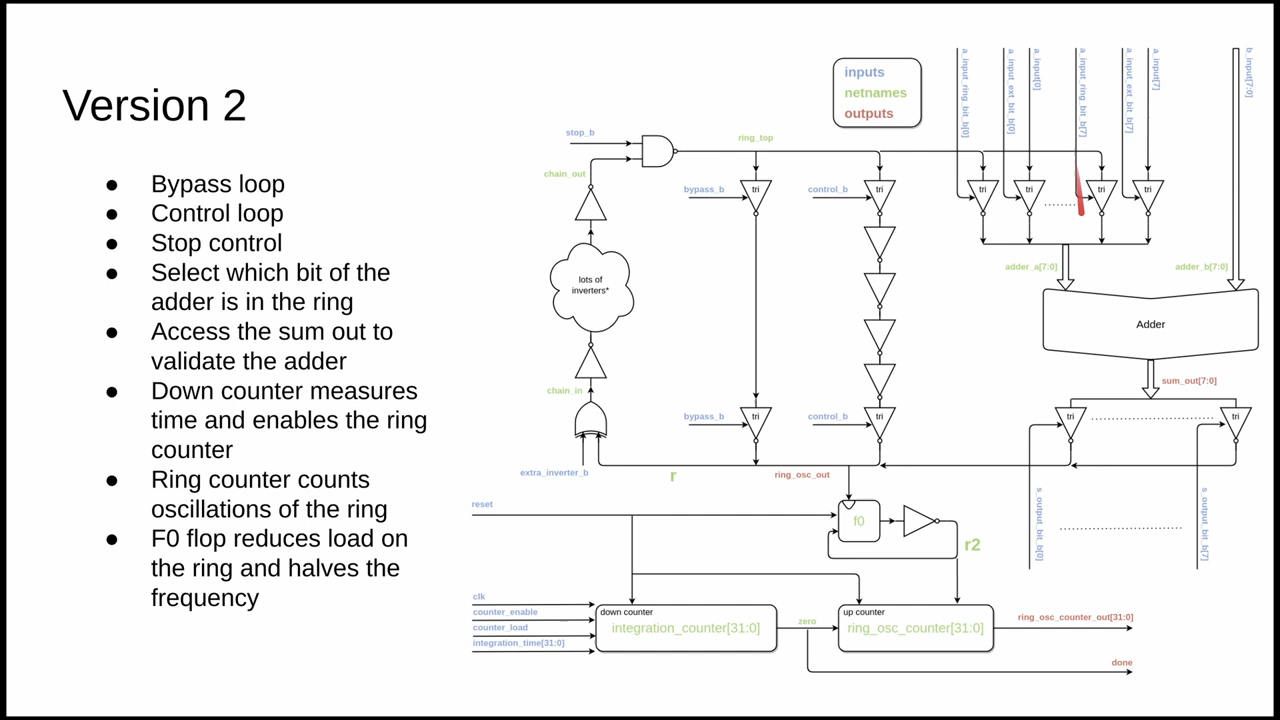 Version 2
● Bypass loop
● Control loop
● Stop control
● Select which bit of the
adder is in the ring
● Access the sum out to
validate the adder
● Down counter measures
time and enables the ring
counter
● Ring counter counts
oscillations of the ring
● F0 flop reduces load on
the ring and halves the
frequency
inputs
netnames
outputs
a_input_ring_bit_b[0]
a_input_ext_bit_b[0]
a_input[0]
a_input_ring_bit_b[7]
a_input_ext_bit_b[7]
a_input[7]
b_input[7:0]
stop_b
ring_top
chain_out
bypass_b
tri
control_b
tri
tri
tri
tri
tri
lots of
inverters*
adder_a[7:0]
adder_b[7:0]
Adder
sum_out[7:0]
chain_in
bypass_b
tri
control_b
tri
tri
tri
extra_inverter_b
r
ring_osc_out
s_output_bit_b[0]
s_output_bit_b[7]
reset
f0
r2
clk
counter_enable
counter_load
integration_time[31:0]
down counter
integration_counter[31:0]
zero
up counter
ring_osc_counter[31:0]
ring_osc_counter_out[31:0]
done